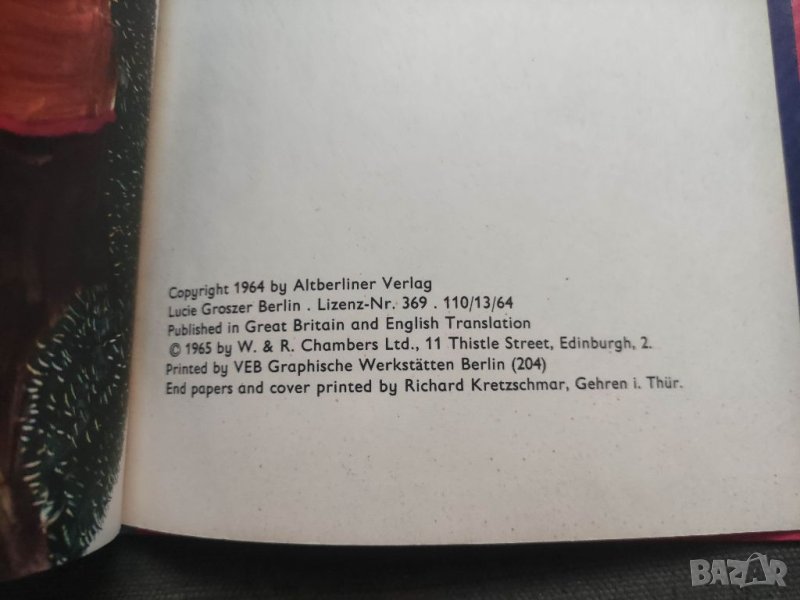 Copyright 1964 by Altberliner Verlag
Lucie Groszer Berlin . Lizenz-Nr. 369 . 110/13/64
Published in Great Britain and English Translation
© 1965 by W. & R. Chambers Ltd., 11 Thistle Street, Edinburgh, 2.
Printed by VEB Graphische Werkstätten Berlin (204)
End papers and cover printed by Richard Kretzschmar, Gehren i. Thür.
BAZAR